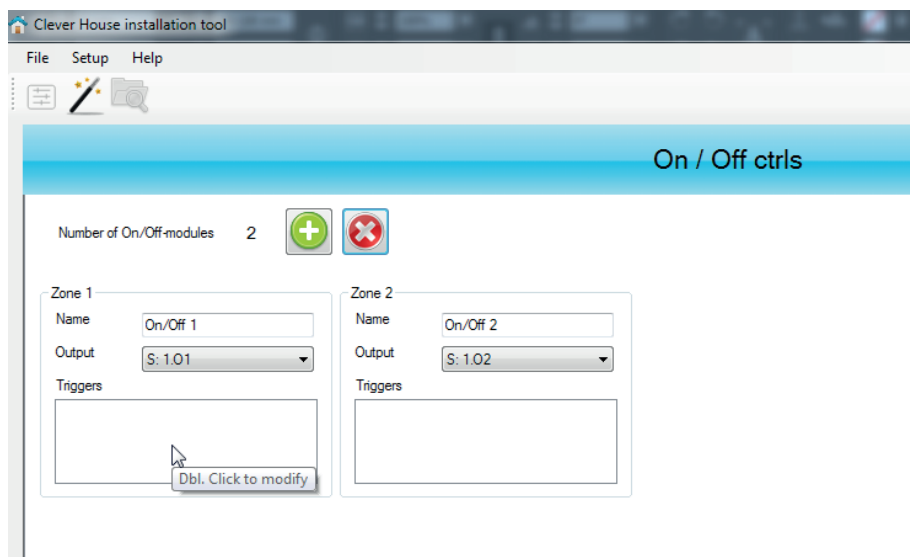 Clever House installation tool
File Setup Help
On / Off ctrls
Number of On/Off-modules 2
Zone 1
Name On/Off 1
Output S: 1.O1
Triggers
Dbl. Click to modify
Zone 2
Name On/Off 2
Output S: 1.O2
Triggers